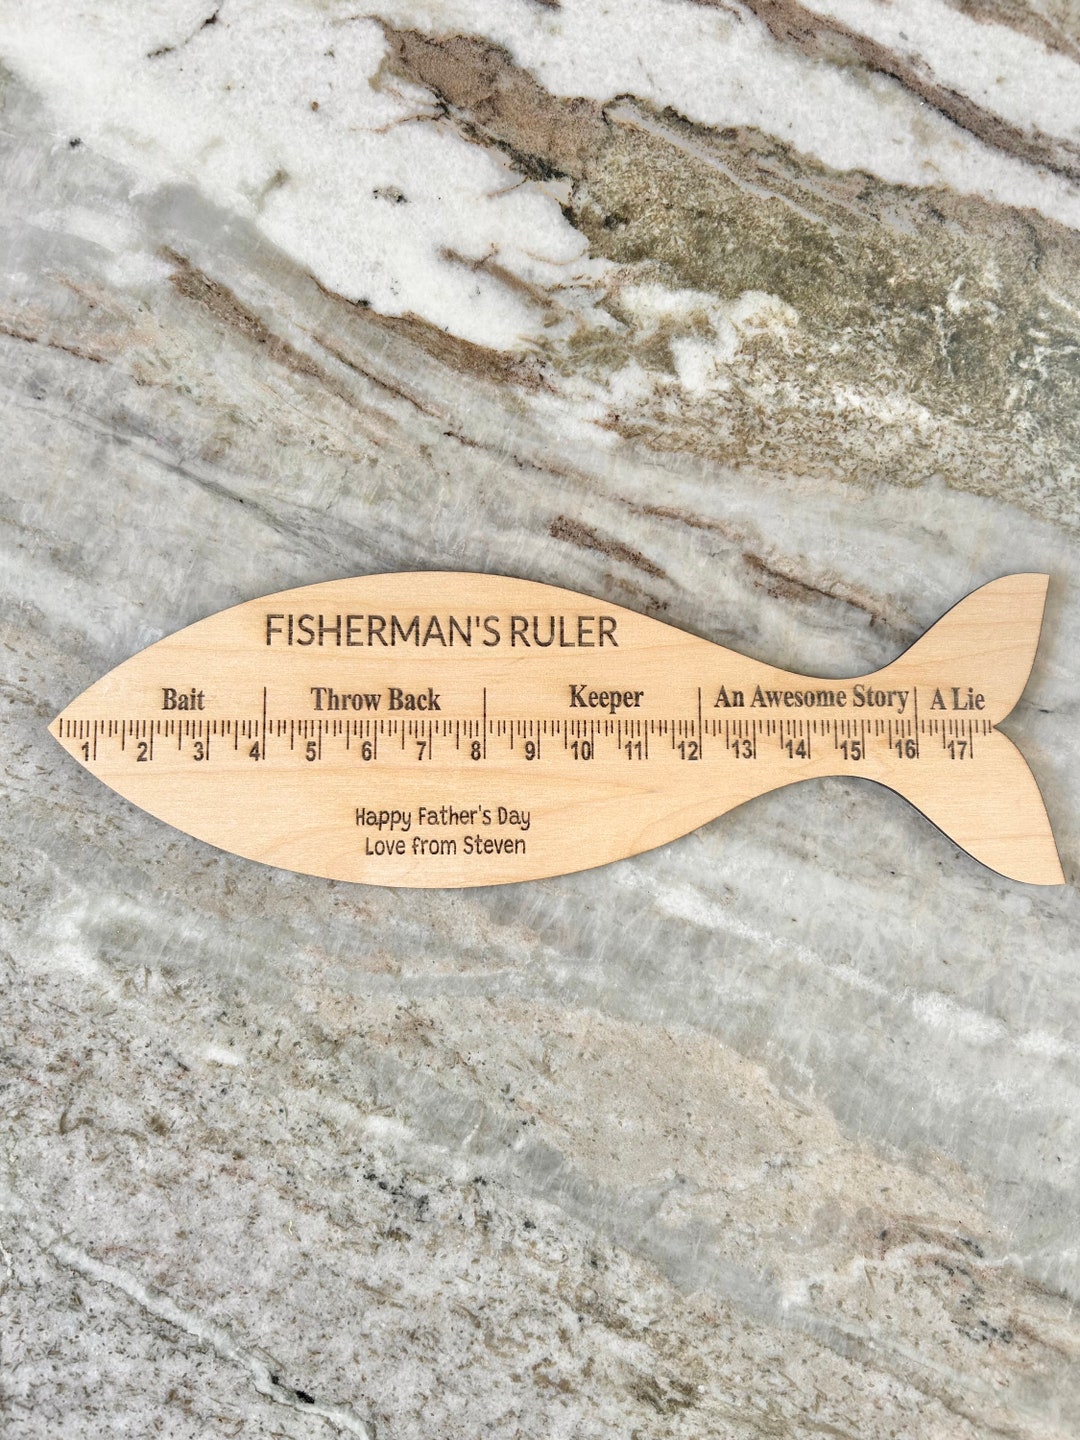 FISHERMAN'S RULER
Bait Throw Back Keeper An Awesome Story A Lie
1 2 3 4 5 6 7 8 9 10 11 12 13 14 15 16 17
Happy Father's Day
Love from Steven